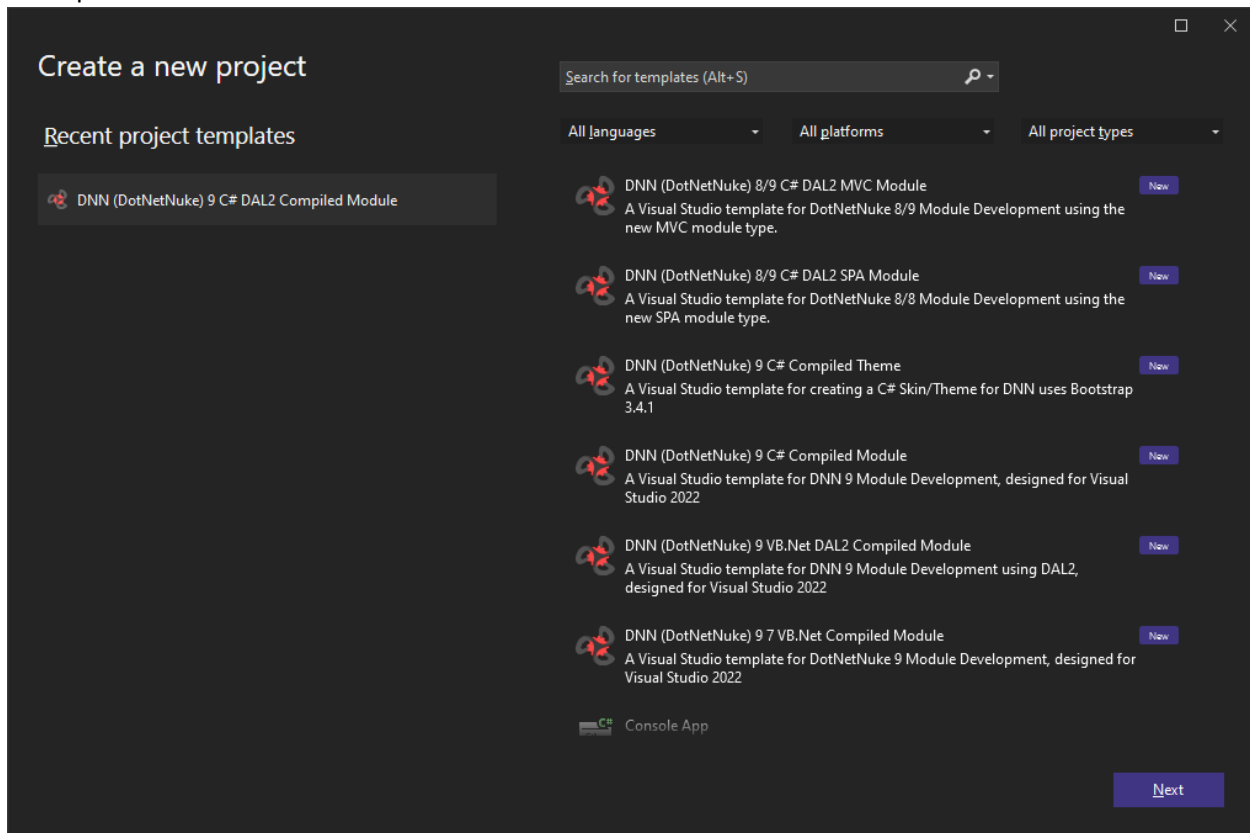 Create a new project
Search for templates (Alt+S)
Recent project templates
All languages
All platforms
All project types
DNN (DotNetNuke) 9 C# DAL2 Compiled Module
DNN (DotNetNuke) 8/9 C# DAL2 MVC Module
New
A Visual Studio template for DotNetNuke 8/9 Module Development using the
new MVC module type.
DNN (DotNetNuke) 8/9 C# DAL2 SPA Module
New
A Visual Studio template for DotNetNuke 8/8 Module Development using the
new SPA module type.
DNN (DotNetNuke) 9 C# Compiled Theme
New
A Visual Studio template for creating a C# Skin/Theme for DNN uses Bootstrap
3.4.1
DNN (DotNetNuke) 9 C# Compiled Module
New
A Visual Studio template for DNN 9 Module Development, designed for Visual
Studio 2022
DNN (DotNetNuke) 9 VB.Net DAL2 Compiled Module
New
A Visual Studio template for DNN 9 Module Development using DAL2,
designed for Visual Studio 2022
DNN (DotNetNuke) 9 7 VB.Net Compiled Module
New
A Visual Studio template for DotNetNuke 9 Module Development, designed for
Visual Studio 2022
C#
Console App
Next